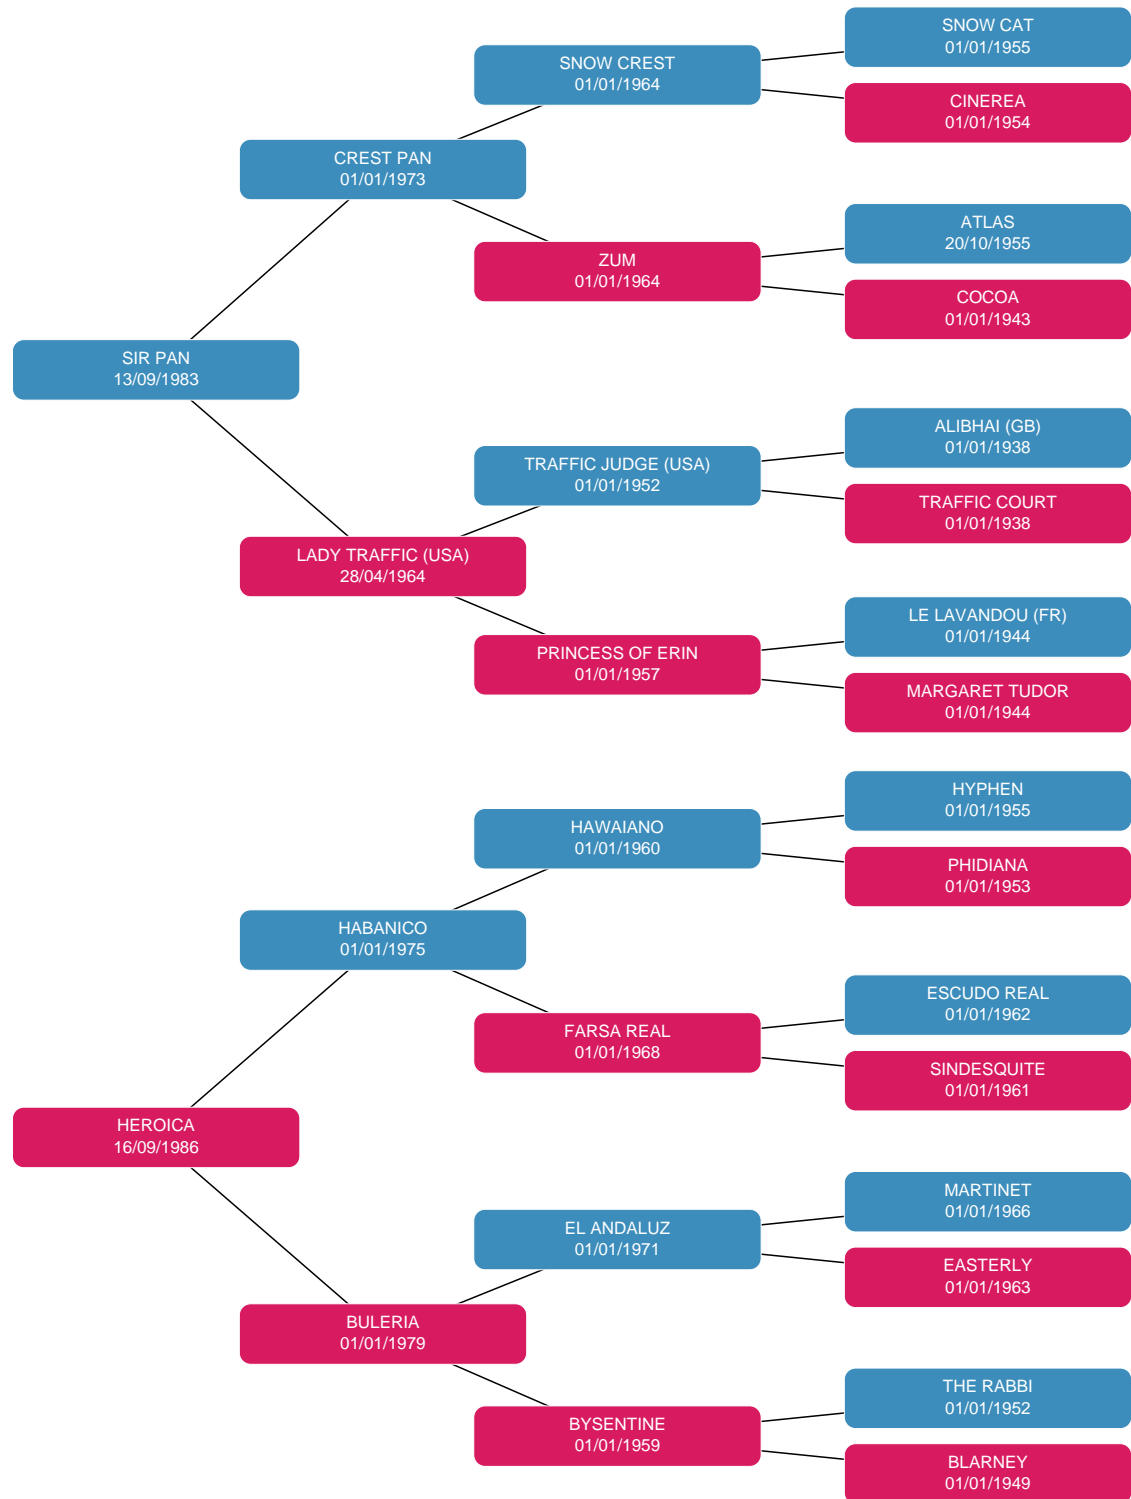 SNOW CAT
01/01/1955
SNOW CREST
01/01/1964
CINEREA
01/01/1954
CREST PAN
01/01/1973
ATLAS
20/10/1955
ZUM
01/01/1964
COCOA
01/01/1943
SIR PAN
13/09/1983
ALIBHAI (GB)
01/01/1938
TRAFFIC JUDGE (USA)
01/01/1952
TRAFFIC COURT
01/01/1938
LADY TRAFFIC (USA)
28/04/1964
LE LAVANDOU (FR)
01/01/1944
PRINCESS OF ERIN
01/01/1957
MARGARET TUDOR
01/01/1944
HYPHEN
01/01/1955
HAWAIANO
01/01/1960
PHIDIANA
01/01/1953
HABANICO
01/01/1975
ESCUDO REAL
01/01/1962
FARSA REAL
01/01/1968
SINDESQUITE
01/01/1961
HEROICA
16/09/1986
MARTINET
01/01/1966
EL ANDALUZ
01/01/1971
EASTERLY
01/01/1963
BULERIA
01/01/1979
THE RABBI
01/01/1952
BYSENTINE
01/01/1959
BLARNEY
01/01/1949